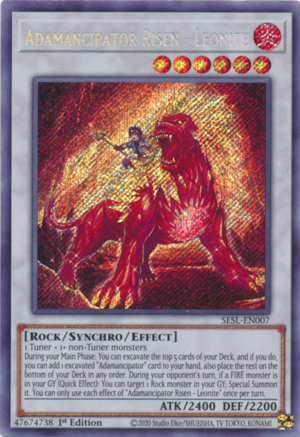 ADAMANCIPATOR RISEN - LEONITE
SESL-EN007
[ROCK/SYNCHRO/EFFECT]
1 Tuner + 1+ non-Tuner monsters
During your Main Phase: You can excavate the top 5 cards of your Deck, and if you do,
you can add 1 excavated "Adamancipator" card to your hand, also place the rest on the
bottom of your Deck in any order. During your opponent's turn, if a FIRE monster is
in your GY (Quick Effect): You can target 1 Rock monster in your GY; Special Summon
it. You can only use each effect of "Adamancipator Risen - Leonite" once per turn.
ATK/2400 DEF/2200
47674738 1st Edition ©2020 Studio Dice/SHUEISHA, TV TOKYO, KONAMI